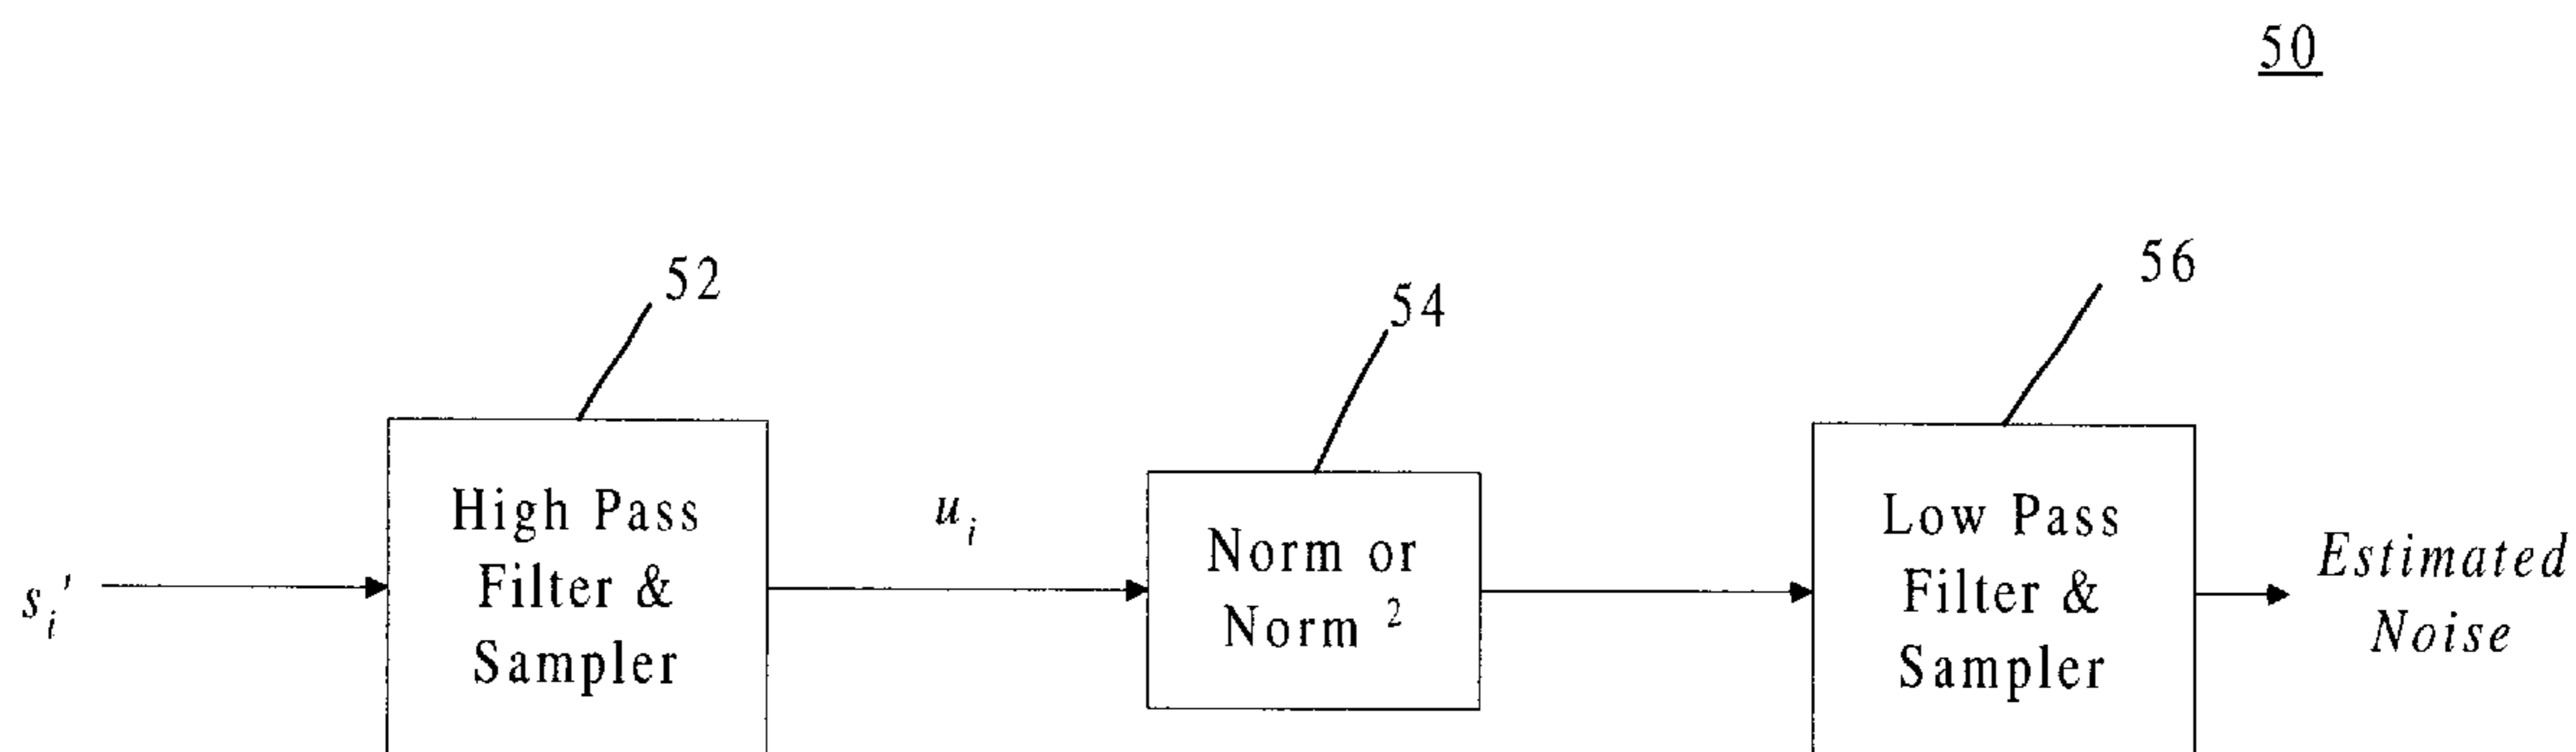 50
52
54
56
High Pass
Filter &
Sampler
u_i
Norm or
Norm ²
Low Pass
Filter &
Sampler
s_i'
Estimated
Noise